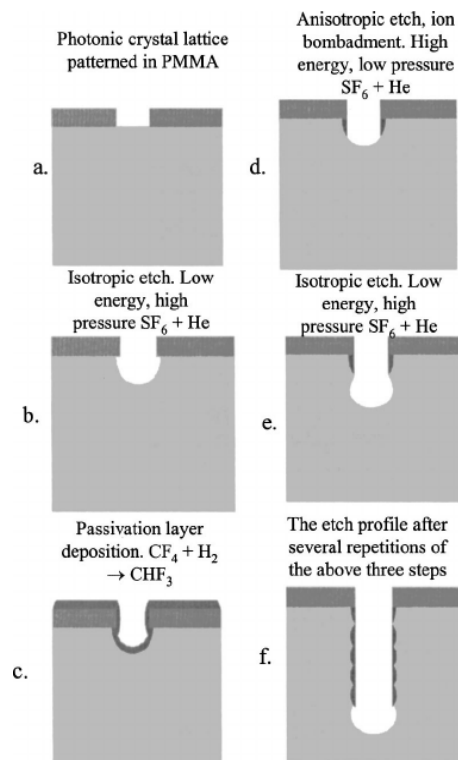 Photonic crystal lattice
patterned in PMMA
a.
Isotropic etch. Low
energy, high
pressure SF₆ + He
b.
Passivation layer
deposition. CF₄ + H₂
→ CHF₃
c.
Anisotropic etch, ion
bombadment. High
energy, low pressure
SF₆ + He
d.
Isotropic etch. Low
energy, high
pressure SF₆ + He
e.
The etch profile after
several repetitions of
the above three steps
f.